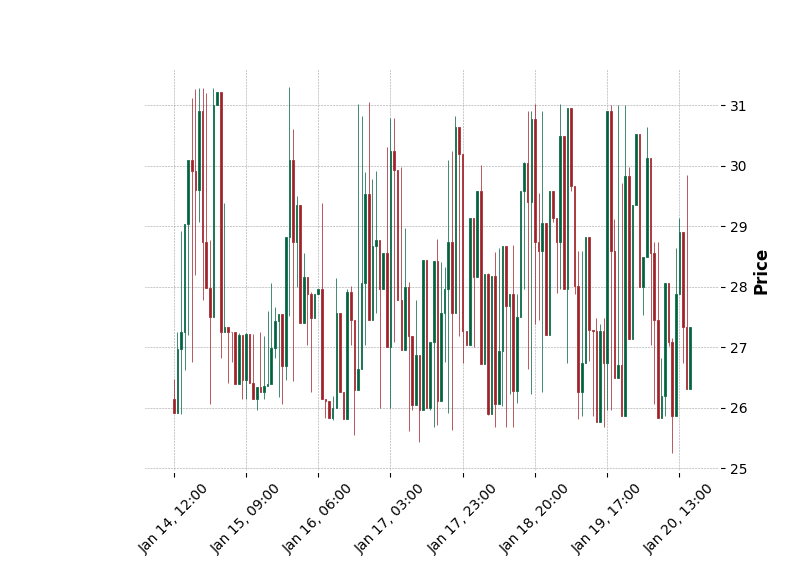 31
30
29
28
27
26
25
Price
Jan 14, 12:00
Jan 15, 09:00
Jan 16, 06:00
Jan 17, 03:00
Jan 17, 23:00
Jan 18, 20:00
Jan 19, 17:00
Jan 20, 13:00